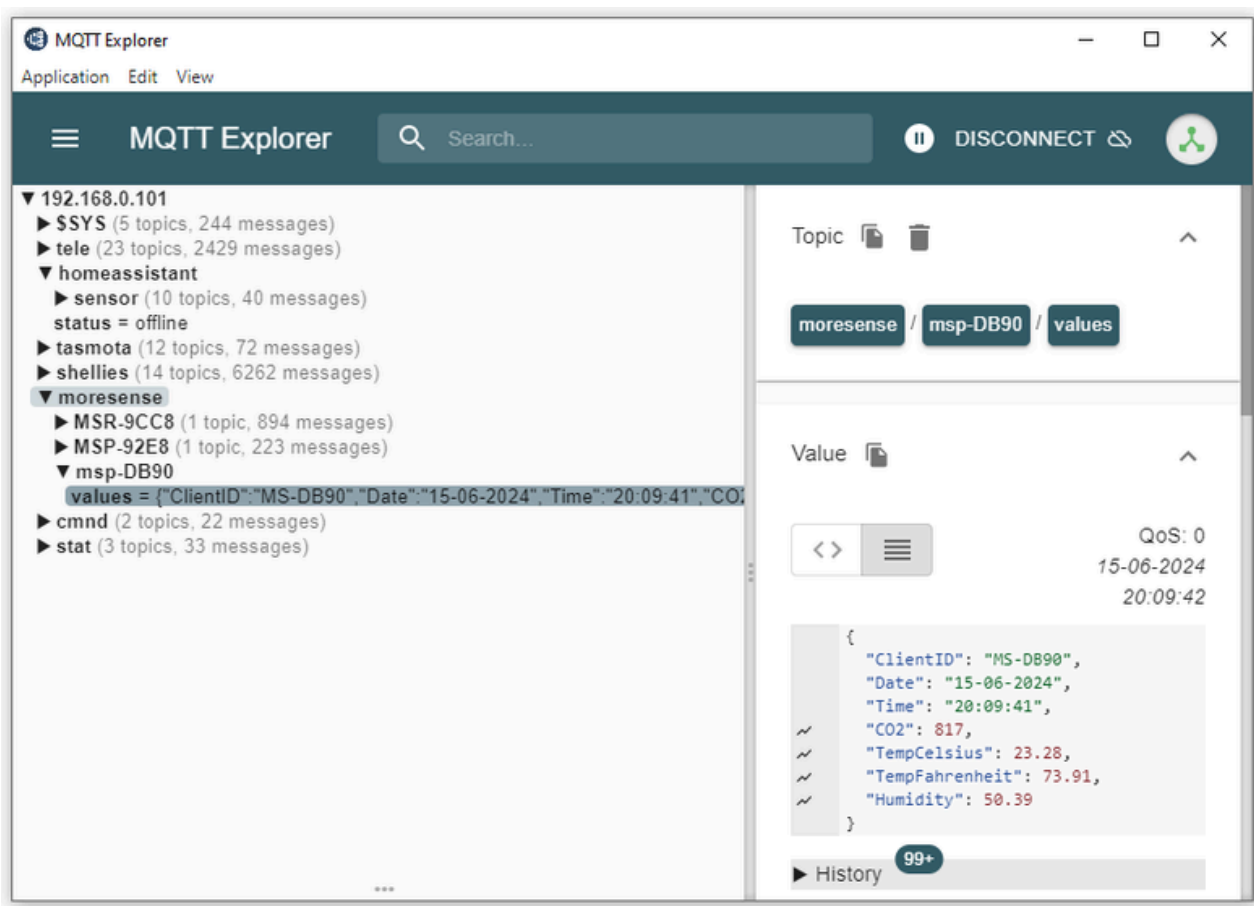 MQTT Explorer
Application Edit View
MQTT Explorer
Search...
DISCONNECT
▼ 192.168.0.101
▶ $SYS (5 topics, 244 messages)
▶ tele (23 topics, 2429 messages)
▼ homeassistant
▶ sensor (10 topics, 40 messages)
status = offline
▶ tasmota (12 topics, 72 messages)
▶ shellies (14 topics, 6262 messages)
▼ moresense
▶ MSR-9CC8 (1 topic, 894 messages)
▶ MSP-92E8 (1 topic, 223 messages)
▼ msp-DB90
values = {"ClientID":"MS-DB90","Date":"15-06-2024","Time":"20:09:41","CO2
▶ cmnd (2 topics, 22 messages)
▶ stat (3 topics, 33 messages)
Topic
moresense / msp-DB90 / values
Value
QoS: 0
15-06-2024
20:09:42
{
"ClientID": "MS-DB90",
"Date": "15-06-2024",
"Time": "20:09:41",
"CO2": 817,
"TempCelsius": 23.28,
"TempFahrenheit": 73.91,
"Humidity": 50.39
}
▶ History 99+